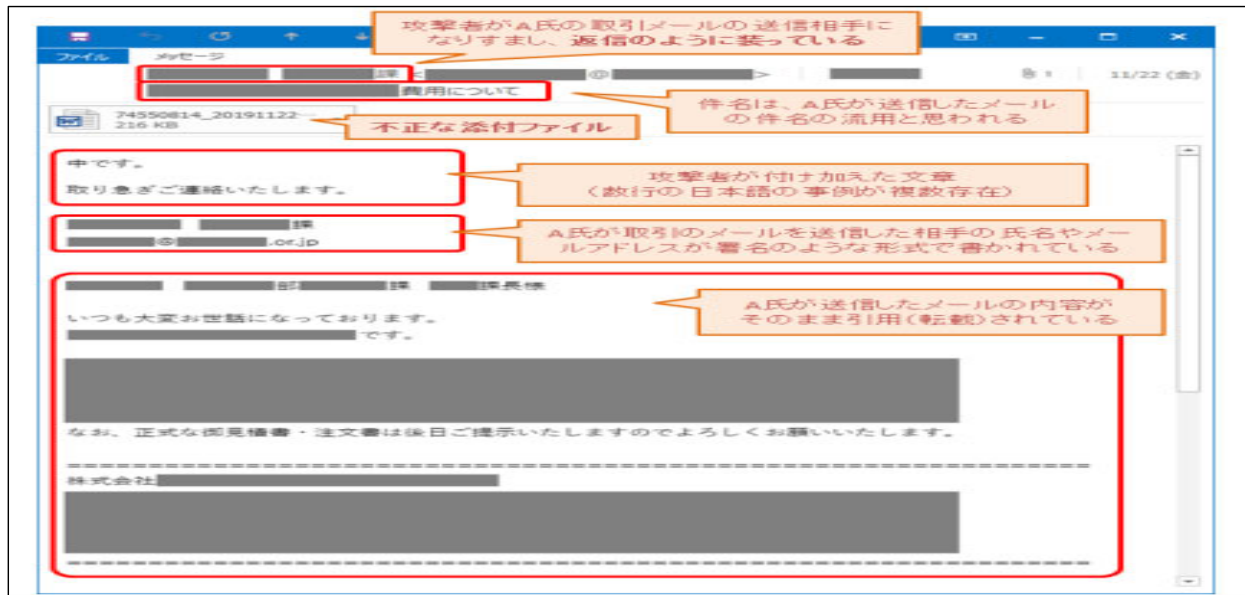 攻撃者がA氏の取引メールの送信相手に
なりすまし、返信のように装っている
ファイル メッセージ
課 < @ > 1 11/22 (金)
費用について
件名は、A氏が送信したメール
の件名の流用と思われる
74550814_20191122...
216 KB
不正な添付ファイル
中です。
取り急ぎご連絡いたします。
攻撃者が付け加えた文章
(数行の日本語の事例が複数存在)
課
@ .or.jp
A氏が取引のメールを送信した相手の氏名やメー
ルアドレスが署名のような形式で書かれている
部 課 課長様
A氏が送信したメールの内容が
そのまま引用(転載)されている
いつも大変お世話になっております。
です。
なお、正式な御見積書・注文書は後日ご提示いたしますのでよろしくお願いいたします。
株式会社